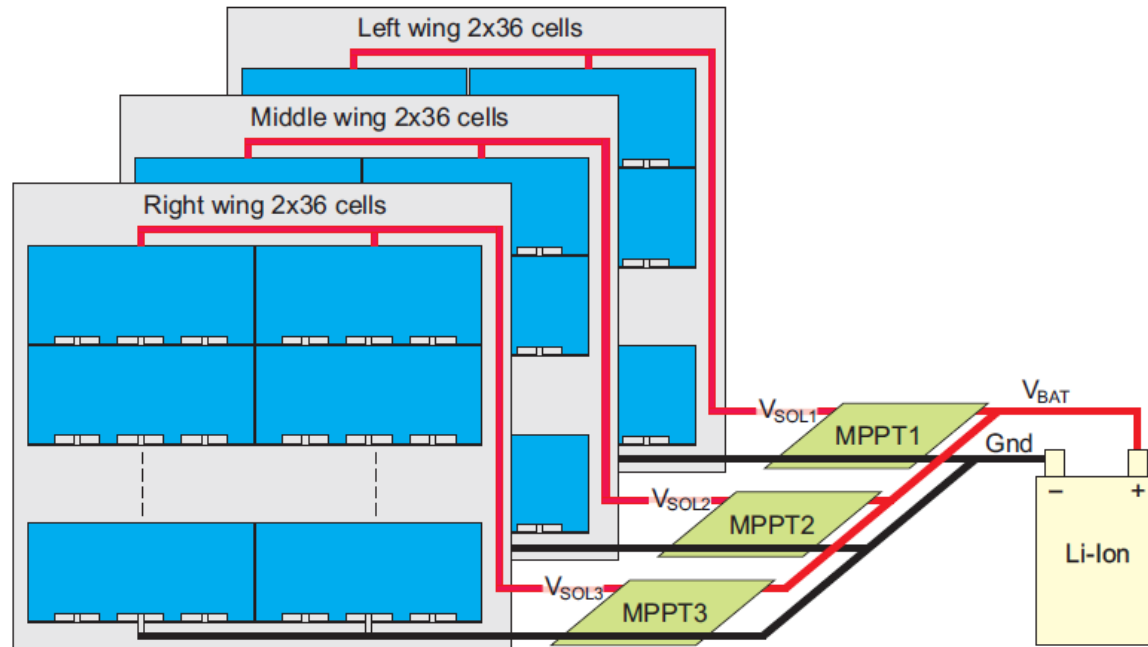 Left wing 2x36 cells
Middle wing 2x36 cells
Right wing 2x36 cells
VSOL1
MPPT1
VBAT
Gnd
VSOL2
MPPT2
– +
Li-Ion
VSOL3
MPPT3